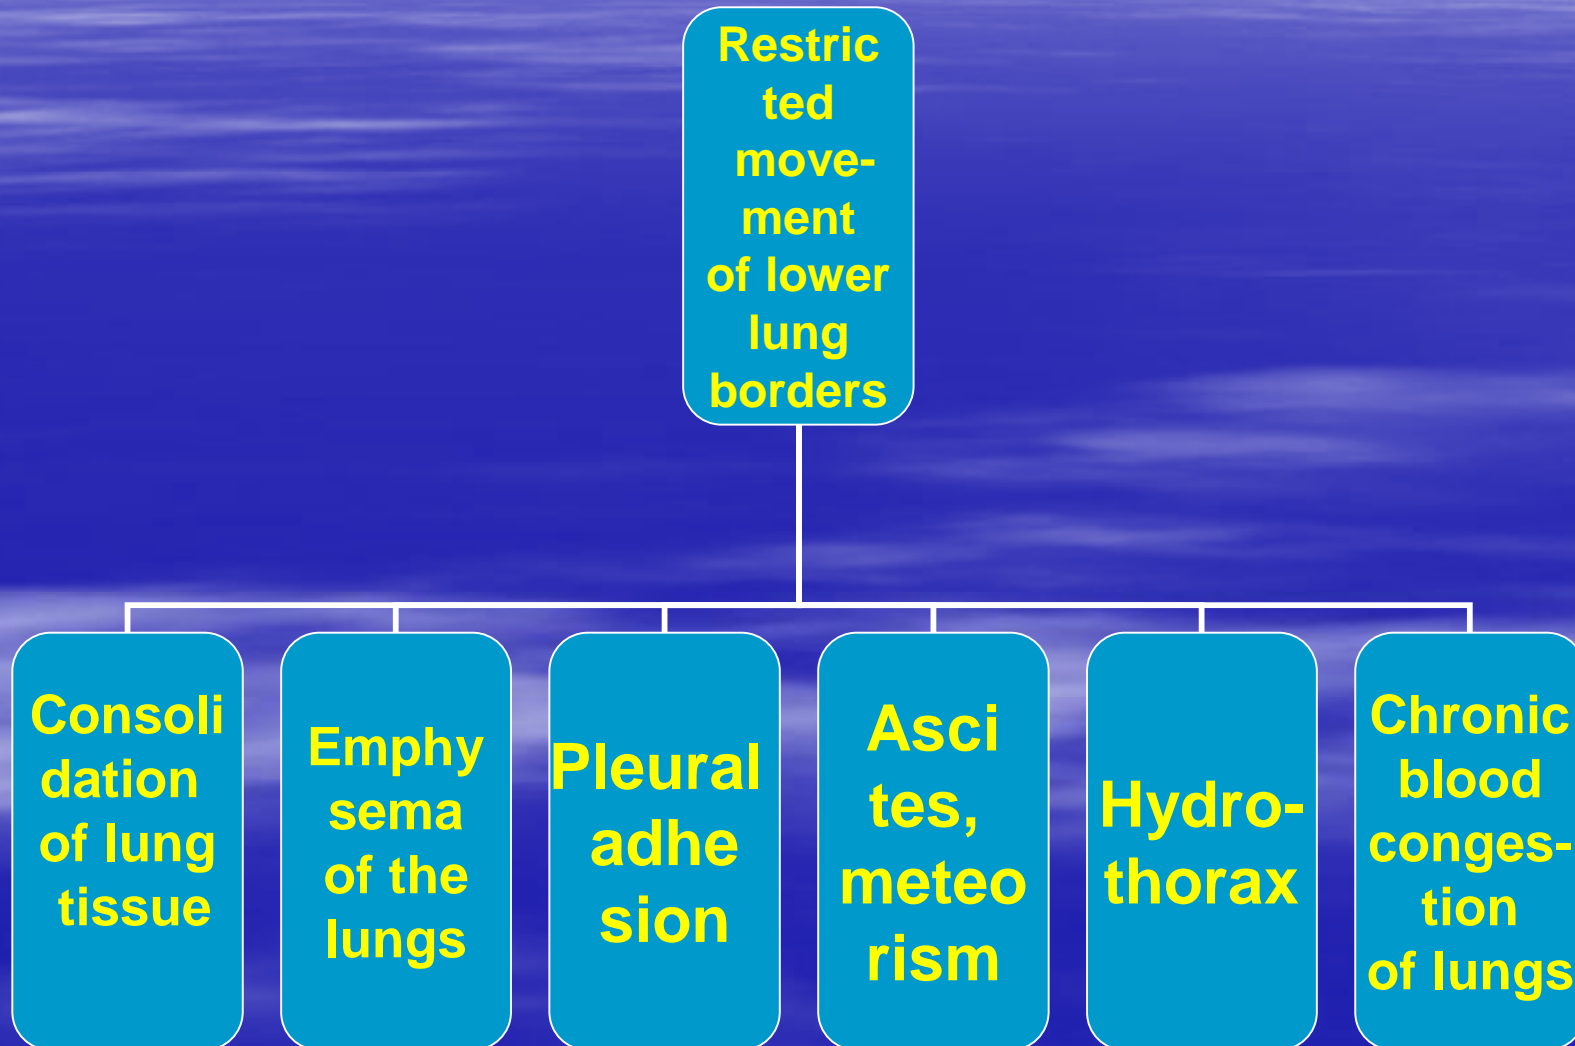 Restric
ted
move-
ment
of lower
lung
borders
Consoli
dation
of lung
tissue
Emphy
sema
of the
lungs
Pleural
adhe
sion
Asci
tes,
meteo
rism
Hydro-
thorax
Chronic
blood
conges-
tion
of lungs